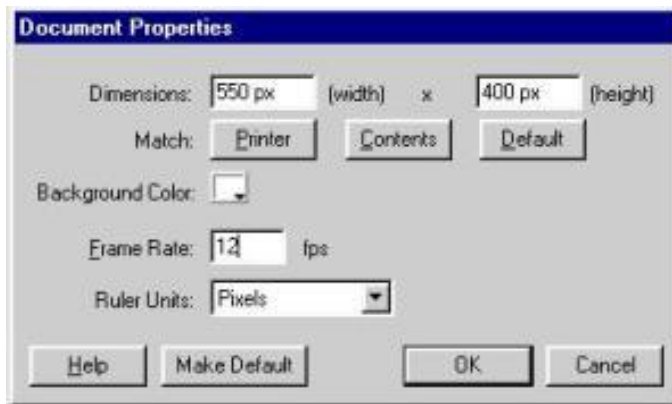 Document Properties
Dimensions: 550 px (width) x 400 px (height)
Match: Printer Contents Default
Background Color:
Frame Rate: 12 fps
Ruler Units: Pixels
Help Make Default OK Cancel